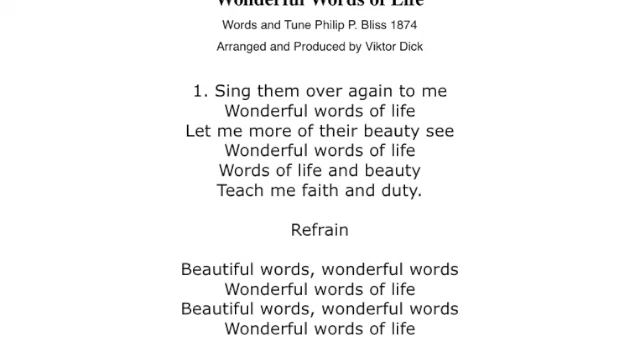 Wonderful Words of Life
Words and Tune Philip P. Bliss 1874
Arranged and Produced by Viktor Dick
1. Sing them over again to me
Wonderful words of life
Let me more of their beauty see
Wonderful words of life
Words of life and beauty
Teach me faith and duty.
Refrain
Beautiful words, wonderful words
Wonderful words of life
Beautiful words, wonderful words
Wonderful words of life